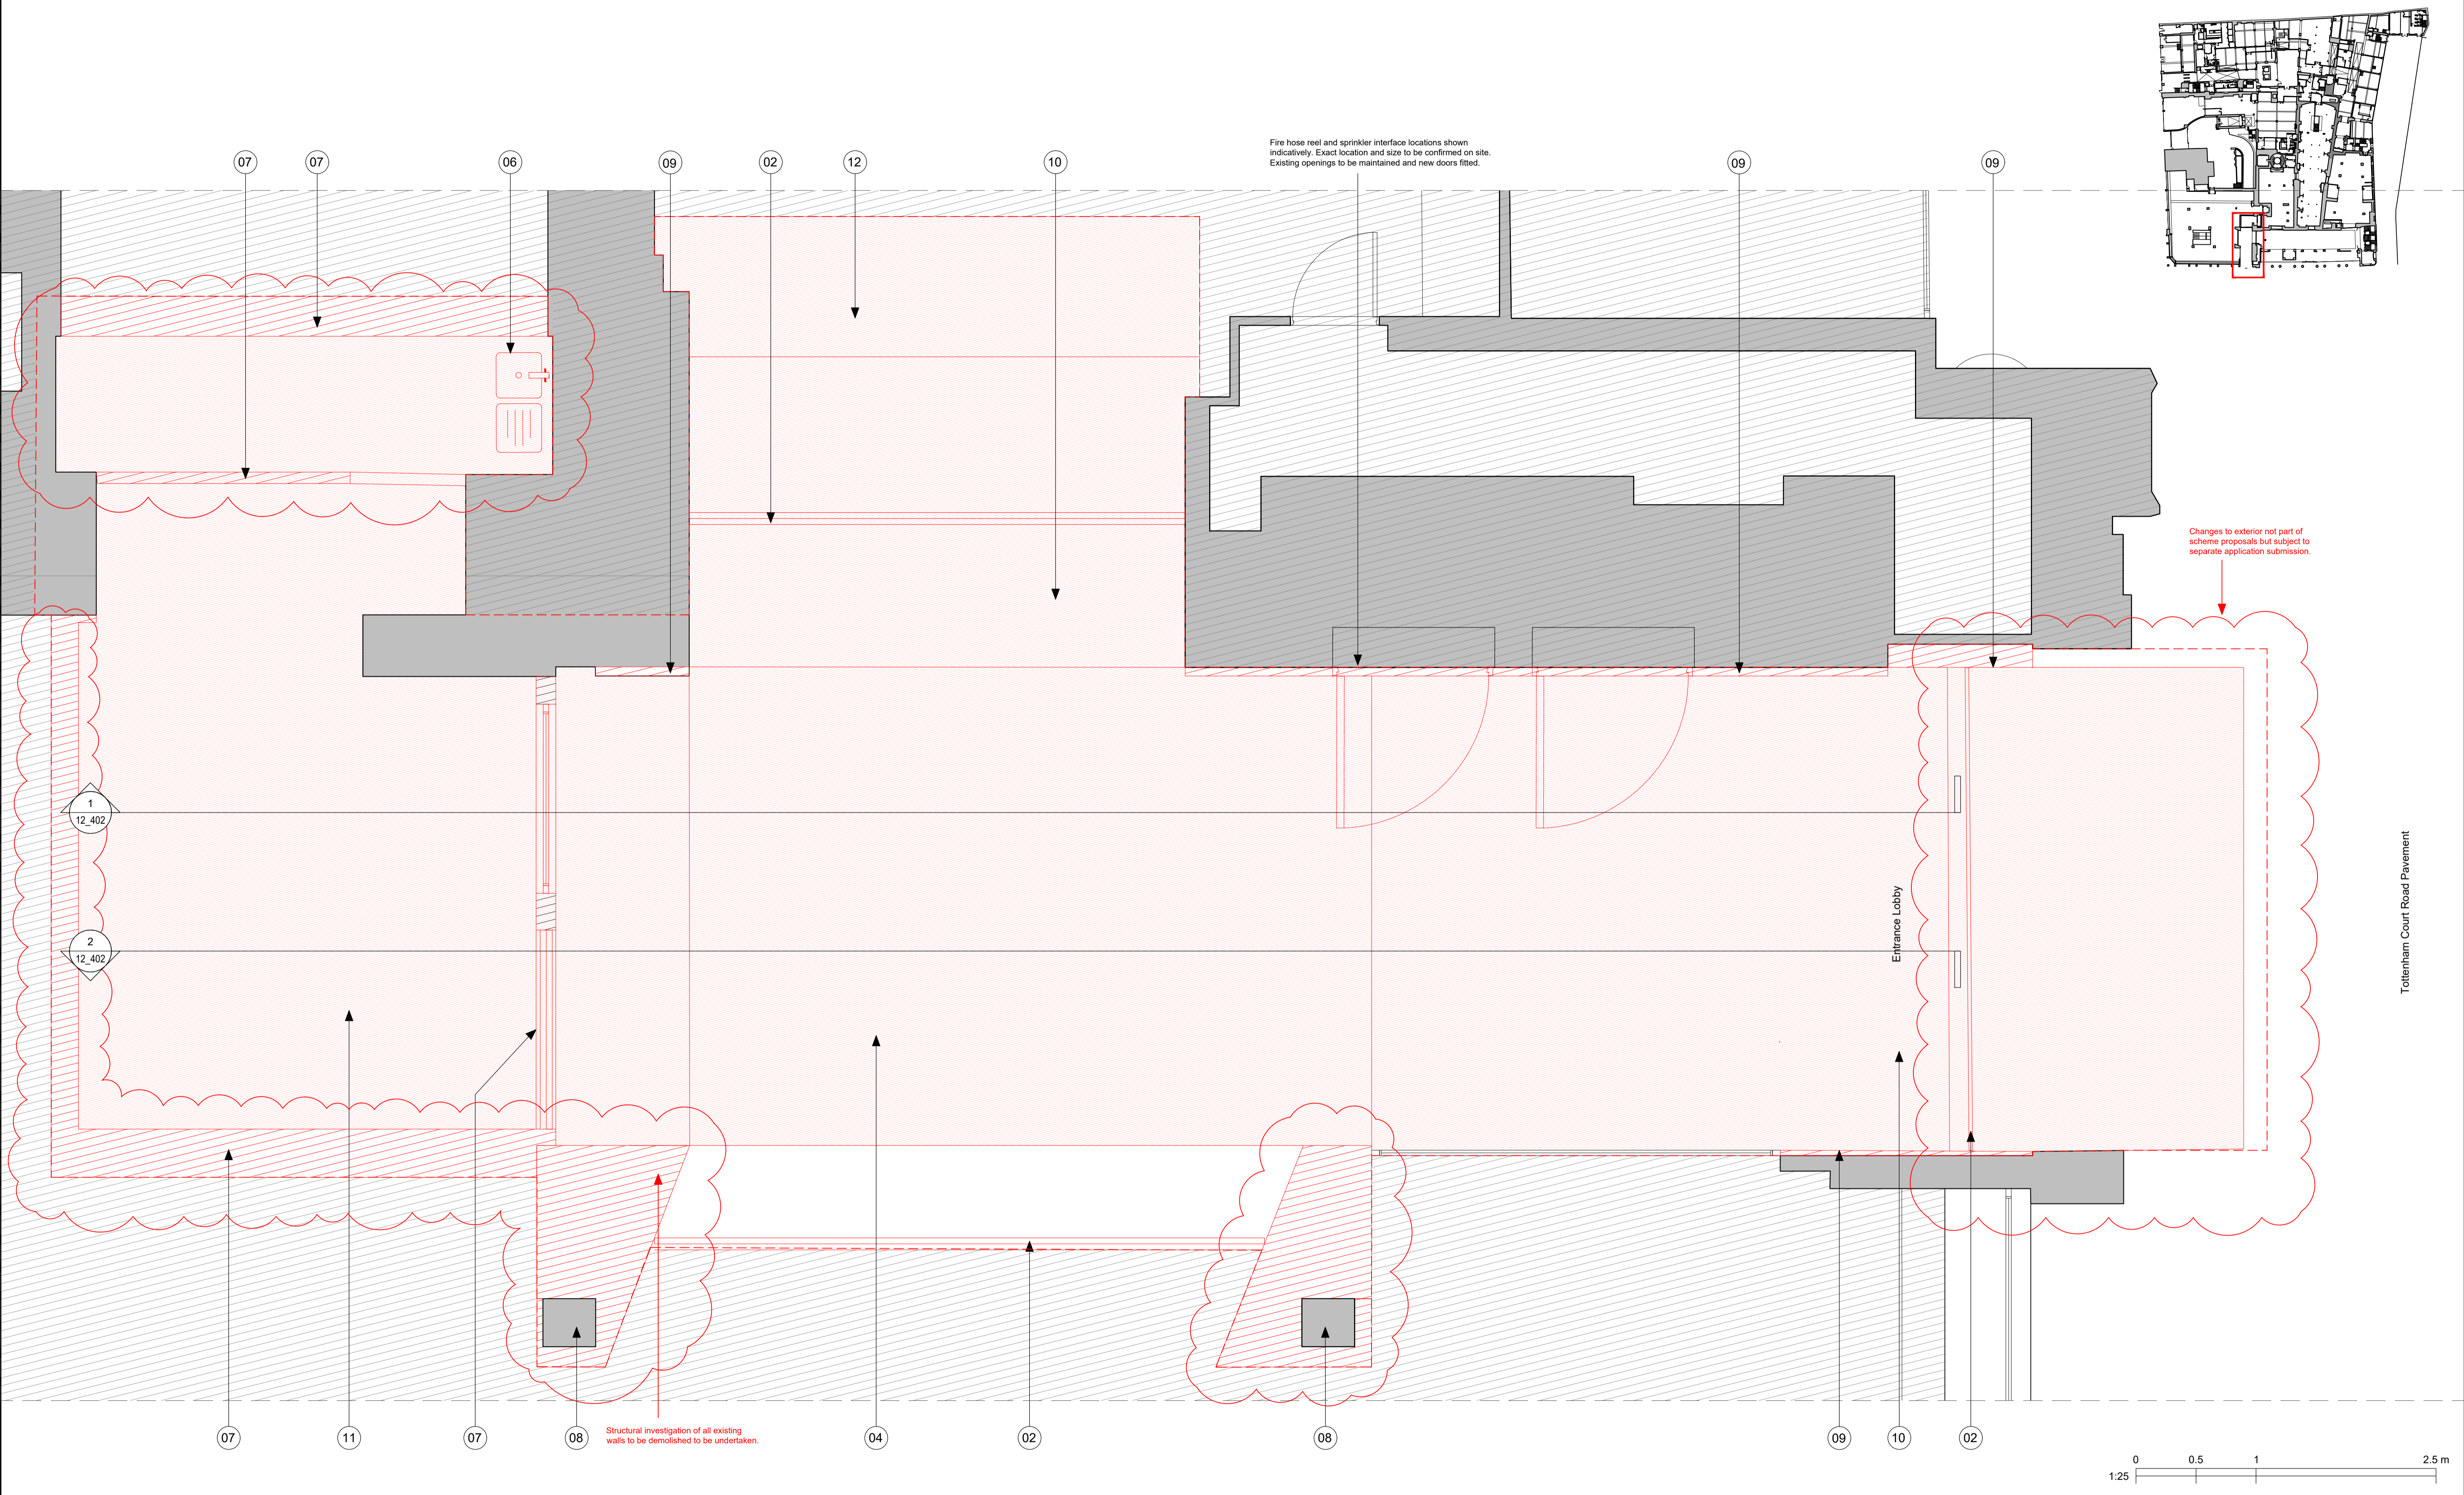 Fire hose reel and sprinkler interface locations shown
indicatively. Exact location and size to be confirmed on site.
Existing openings to be maintained and new doors fitted.
07
07
06
09
02
12
10
09
09
Changes to exterior not part of
scheme proposals but subject to
separate application submission.
1
12_402
2
12_402
Entrance Lobby
Tottenham Court Road Pavement
07
11
07
08
Structural investigation of all existing
walls to be demolished to be undertaken.
04
02
08
09
10
02
0 0.5 1 2.5 m
1:25